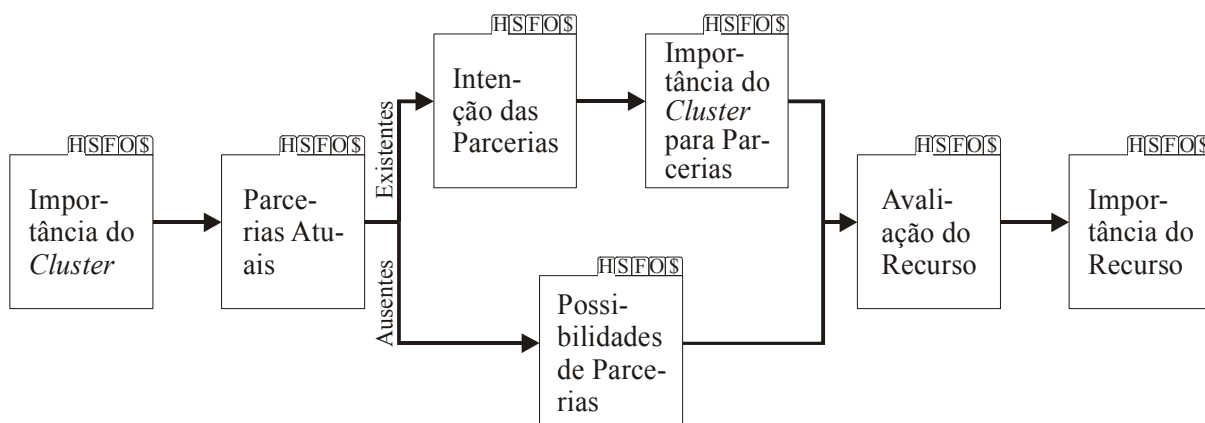 HSFO$
Impor-
tância do
Cluster
HSFO$
Parce-
rias Atu-
ais
Existentes
HSFO$
Inten-
ção das
Parcerias
HSFO$
Impor-
tância do
Cluster
para Par-
cerias
Ausentes
HSFO$
Possi-
bilidades
de Parce-
rias
HSFO$
Avali-
ação do
Recurso
HSFO$
Impor-
tância do
Recurso